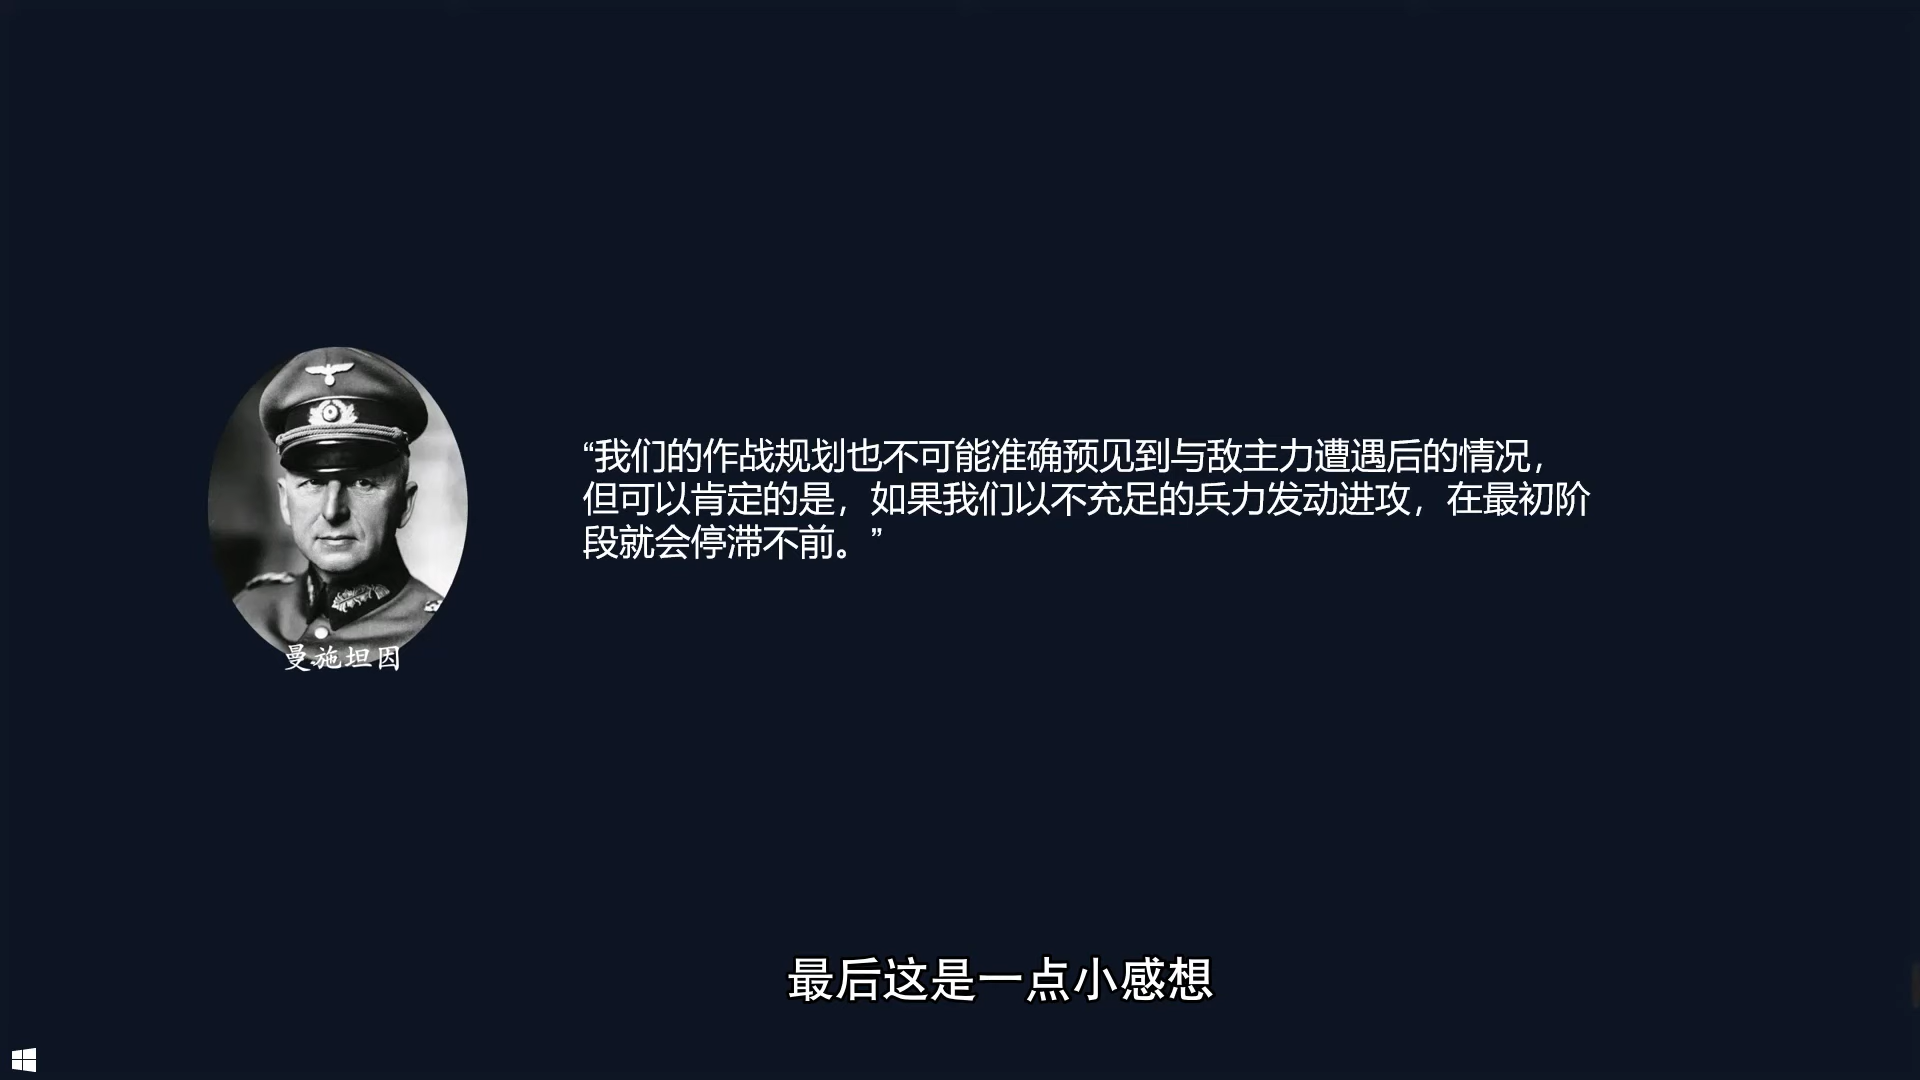 “我们的作战规划也不可能准确预见到与敌主力遭遇后的情况，
但可以肯定的是，如果我们以不充足的兵力发动进攻，在最初阶
段就会停滞不前。”
曼施坦因
最后这是一点小感想